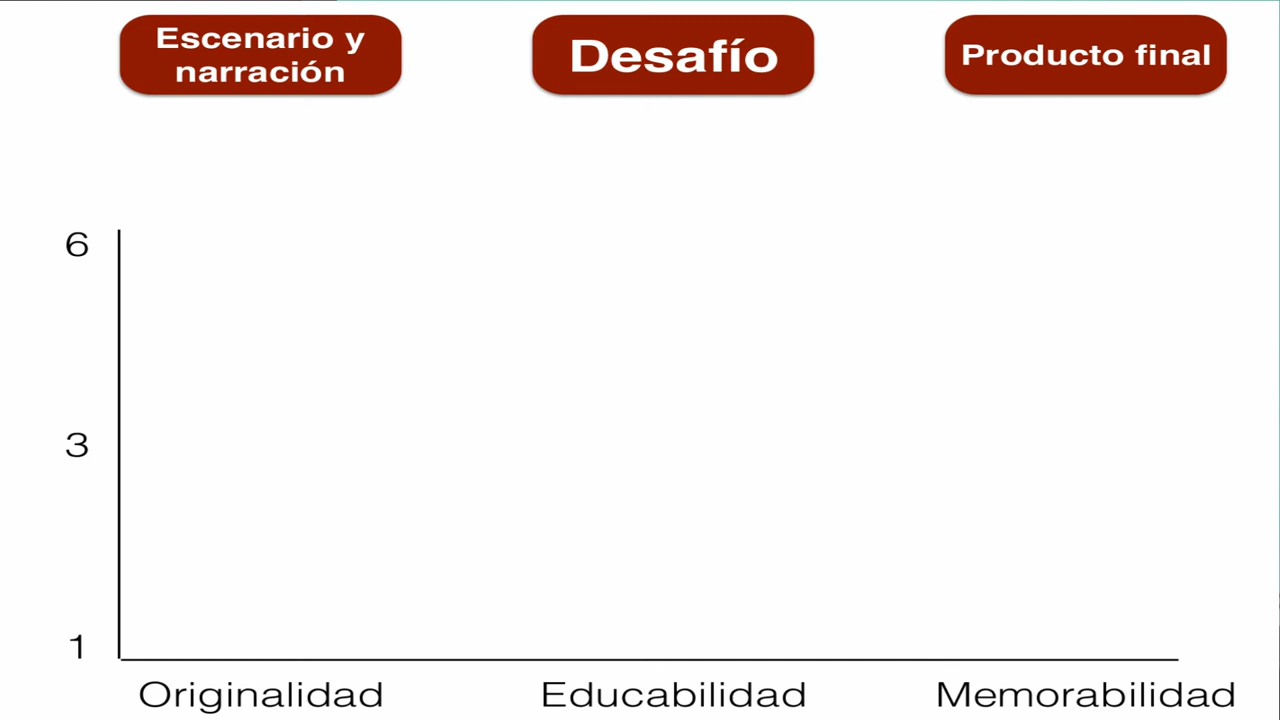 Escenario y
narración
Desafío
Producto final
6
3
1
Originalidad
Educabilidad
Memorabilidad